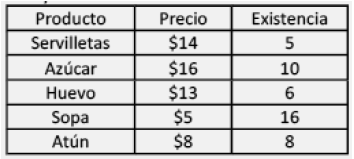 Producto Precio Existencia
Servilletas $14 5
Azúcar $16 10
Huevo $13 6
Sopa $5 16
Atún $8 8